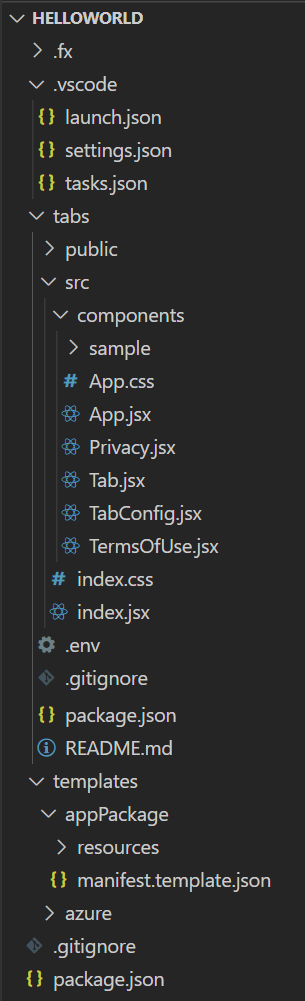 HELLOWORLD
.fx
.vscode
launch.json
settings.json
tasks.json
tabs
public
src
components
sample
App.css
App.jsx
Privacy.jsx
Tab.jsx
TabConfig.jsx
TermsOfUse.jsx
index.css
index.jsx
.env
.gitignore
package.json
README.md
templates
appPackage
resources
manifest.template.json
azure
.gitignore
package.json